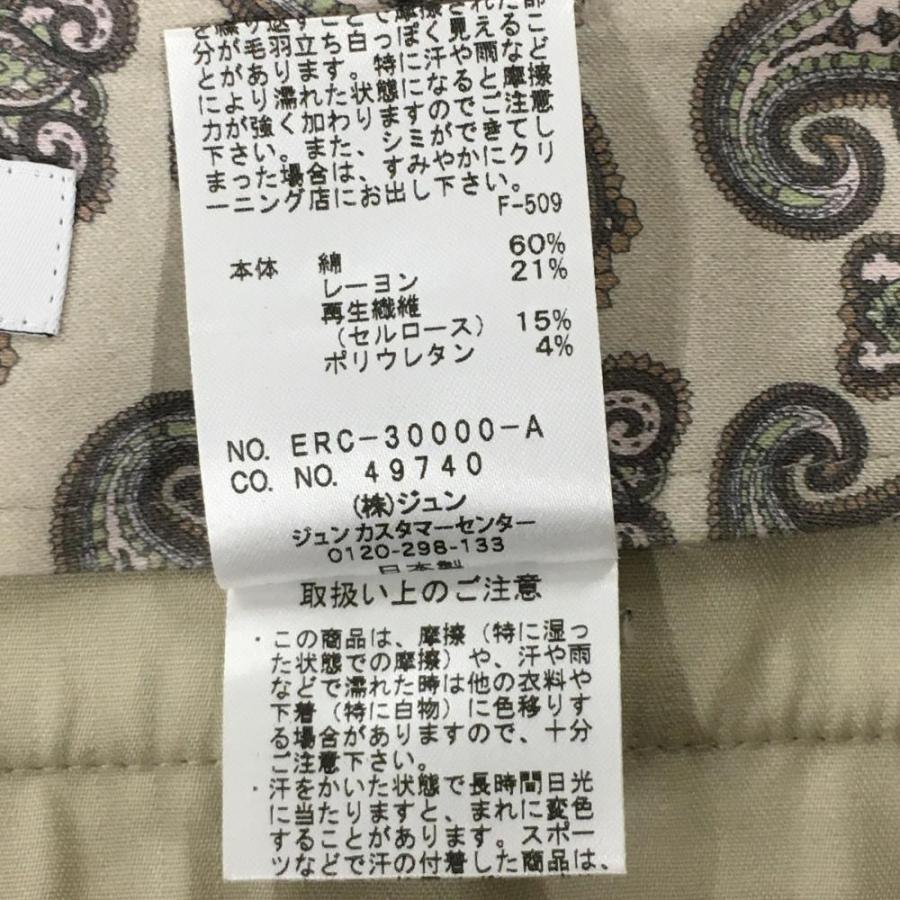 を繰り返すことで摩擦された部
分が毛羽立ち白っぽく見えるこ
とがあります。特に汗や雨など
により濡れた状態になると摩擦
力が強く加わりますのでご注意
下さい。また、シミができてし
まった場合は、すみやかにクリ
ーニング店にお出し下さい。
F-509
本体 綿 60%
レーヨン 21%
再生繊維
(セルロース) 15%
ポリウレタン 4%
NO. ERC-30000-A
CO. NO. 49740
(株)ジュン
ジュンカスタマーセンター
0120-298-133
日本製
取扱い上のご注意
・この商品は、摩擦(特に湿っ
た状態での摩擦)や、汗や雨
などで濡れた時は他の衣料や
下着(特に白物)に色移りす
る場合がありますので、十分
ご注意下さい。
・汗をかいた状態で長時間日光
に当たりますと、まれに変色
することがあります。スポー
ツなどで汗の付着した商品は、